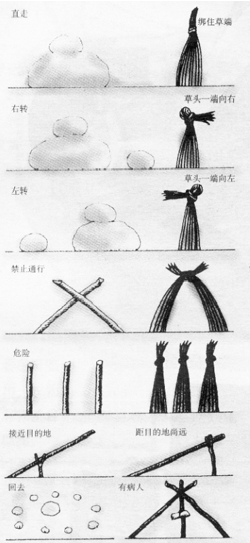 直走
绑住草端
右转
草头一端向右
左转
草头一端向左
禁止通行
危险
接近目的地
距目的地尚远
回去
有病人